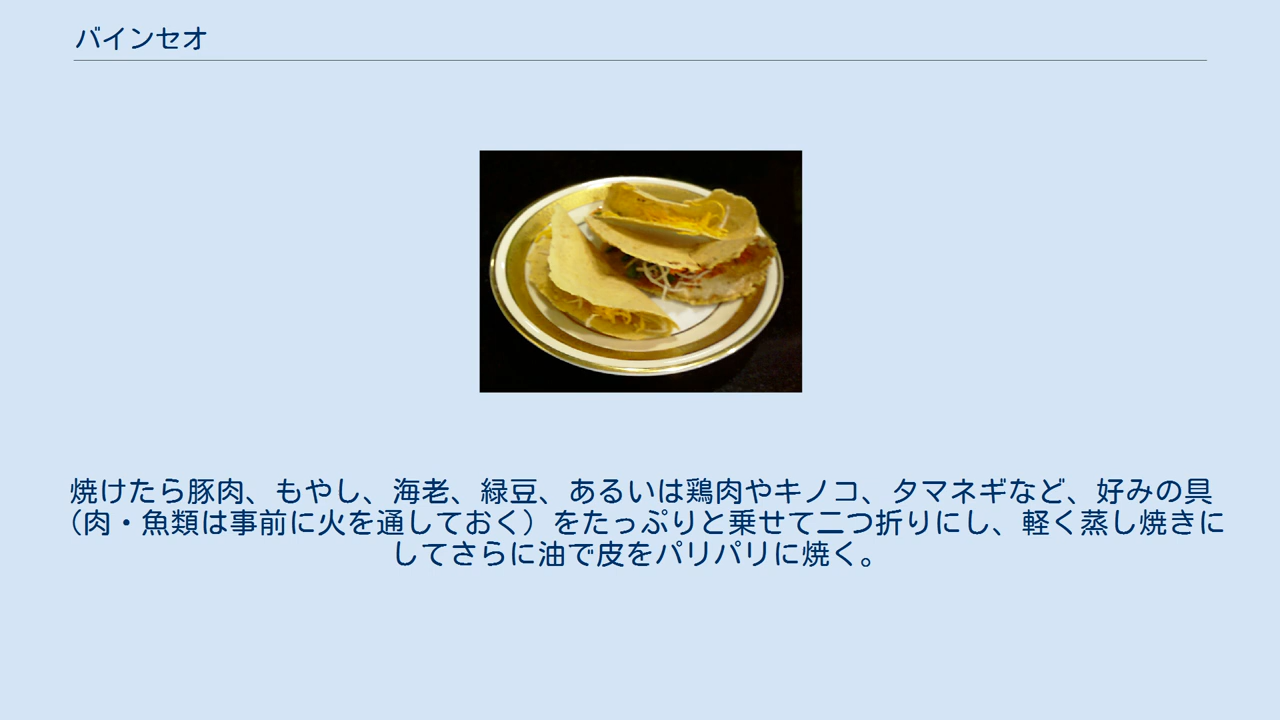 バインセオ
焼けたら豚肉、もやし、海老、緑豆、あるいは鶏肉やキノコ、タマネギなど、好みの具
（肉・魚類は事前に火を通しておく）をたっぷりと乗せて二つ折りにし、軽く蒸し焼きに
してさらに油で皮をパリパリに焼く。